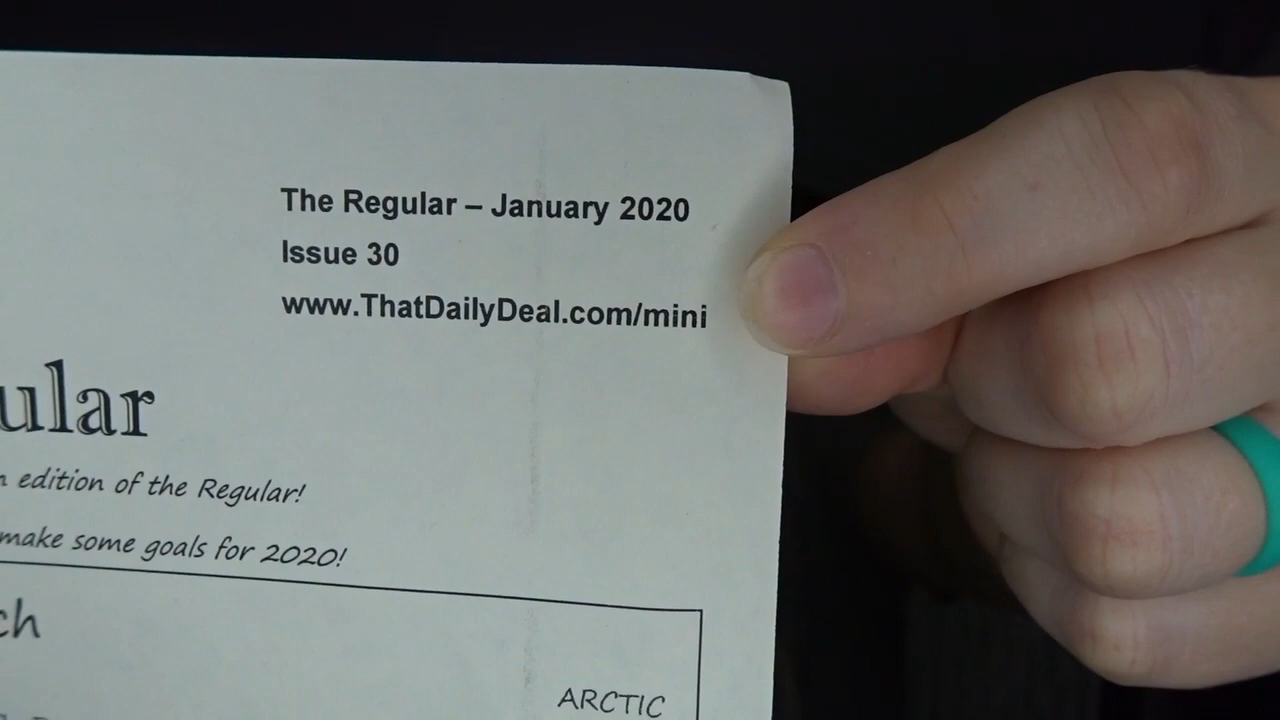 The Regular – January 2020
Issue 30
www.ThatDailyDeal.com/mini
ular
edition of the Regular!
make some goals for 2020!
ch
ARCTIC